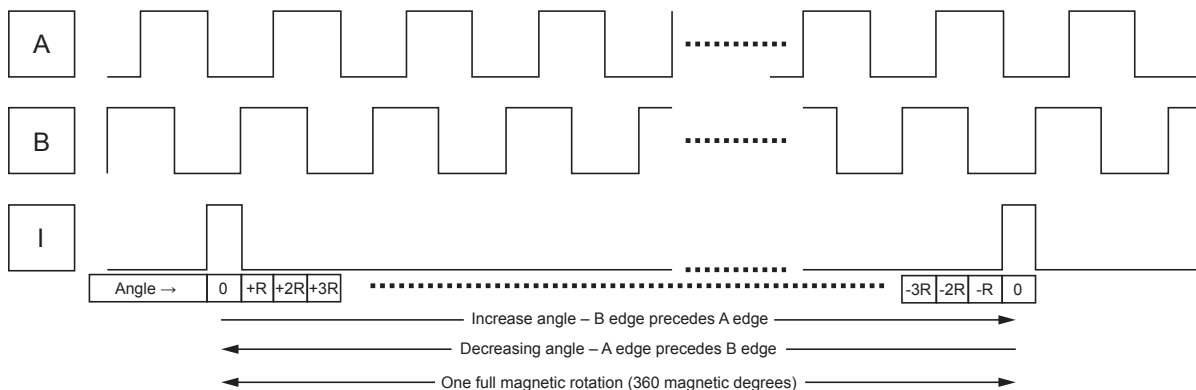 A
B
I
Angle → 0 +R +2R +3R -3R -2R -R 0
Increase angle – B edge precedes A edge
Decreasing angle – A edge precedes B edge
One full magnetic rotation (360 magnetic degrees)